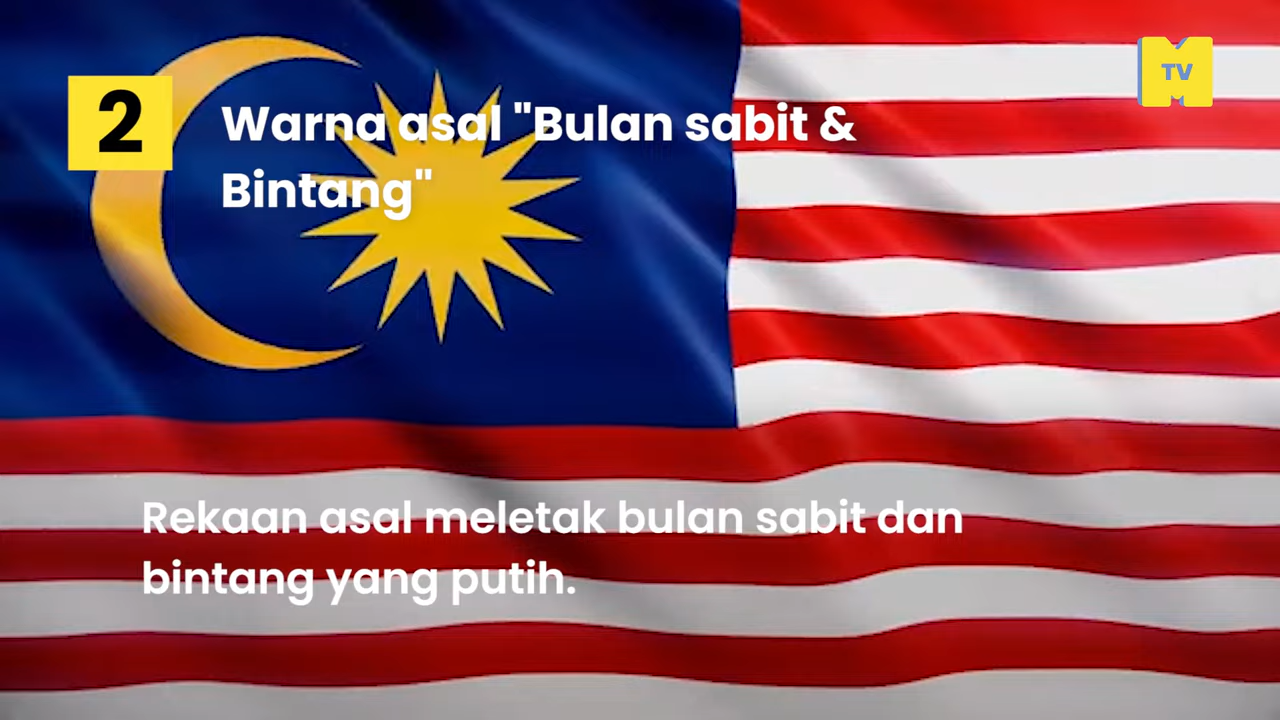 2
Warna asal "Bulan sabit &
Bintang"
TV
Rekaan asal meletak bulan sabit dan
bintang yang putih.